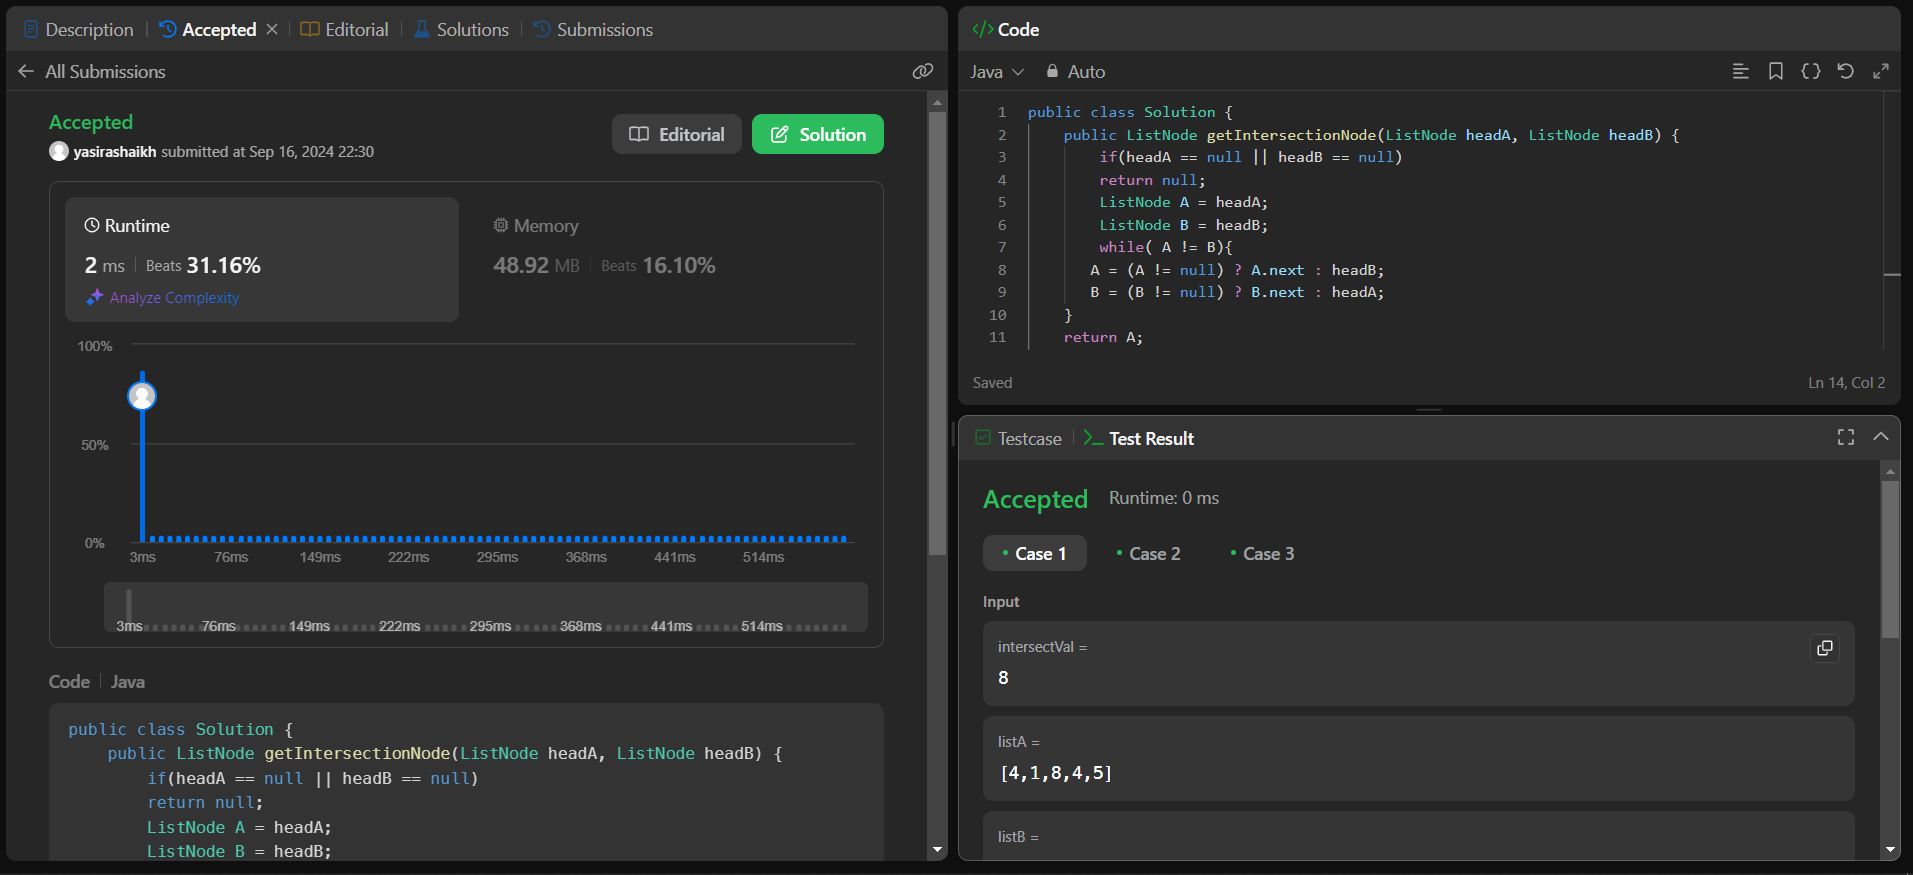 Description
Accepted
Editorial
Solutions
Submissions
All Submissions
Accepted
yasirashaikh submitted at Sep 16, 2024 22:30
Editorial
Solution
Runtime
2 ms
Beats 31.16%
Analyze Complexity
Memory
48.92 MB
Beats 16.10%
100%
50%
0%
3ms 76ms 149ms 222ms 295ms 368ms 441ms 514ms
3ms 76ms 149ms 222ms 295ms 368ms 441ms 514ms
Code
Java
public class Solution {
public ListNode getIntersectionNode(ListNode headA, ListNode headB) {
if(headA == null || headB == null)
return null;
ListNode A = headA;
ListNode B = headB;
</> Code
Java
Auto
1 public class Solution {
2 public ListNode getIntersectionNode(ListNode headA, ListNode headB) {
3 if(headA == null || headB == null)
4 return null;
5 ListNode A = headA;
6 ListNode B = headB;
7 while( A != B){
8 A = (A != null) ? A.next : headB;
9 B = (B != null) ? B.next : headA;
10 }
11 return A;
Saved
Ln 14, Col 2
Testcase
Test Result
Accepted
Runtime: 0 ms
Case 1
Case 2
Case 3
Input
intersectVal =
8
listA =
[4,1,8,4,5]
listB =